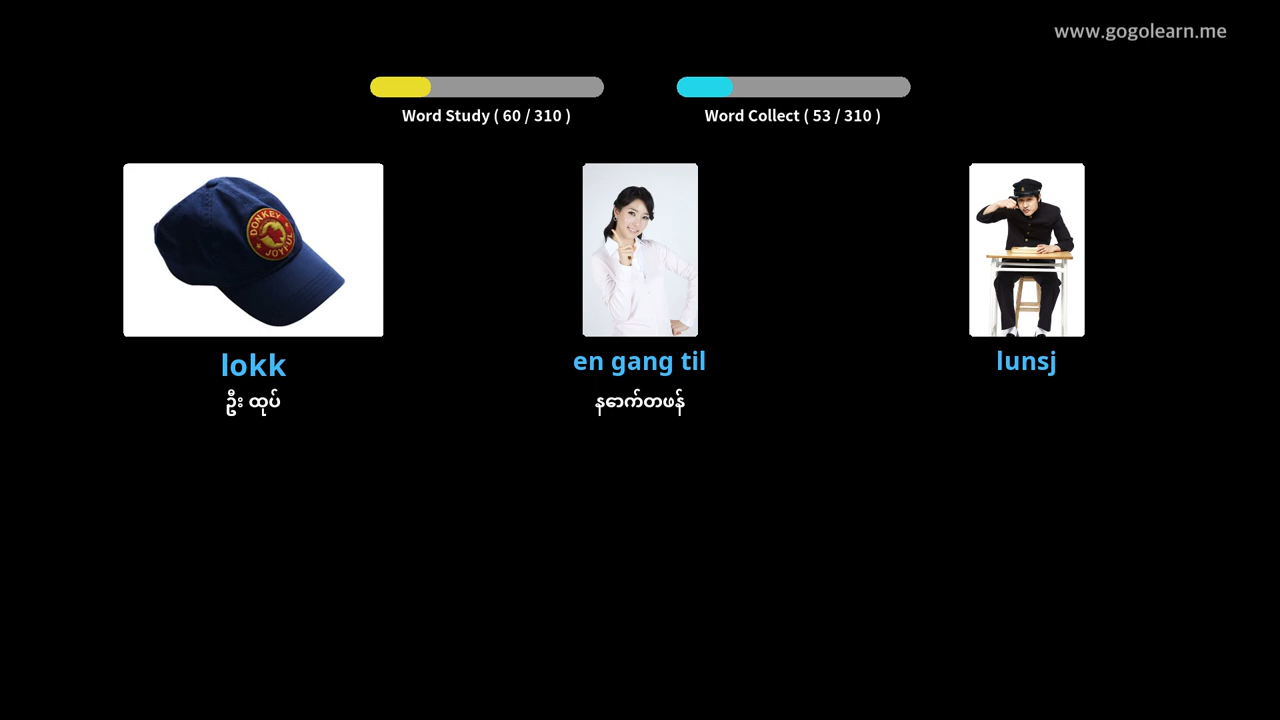 www.gogolearn.me
Word Study ( 60 / 310 )
Word Collect ( 53 / 310 )
DONKEY
JOYFUL
lokk
ဦး ထုပ်
en gang til
နောက်တဖန်
lunsj